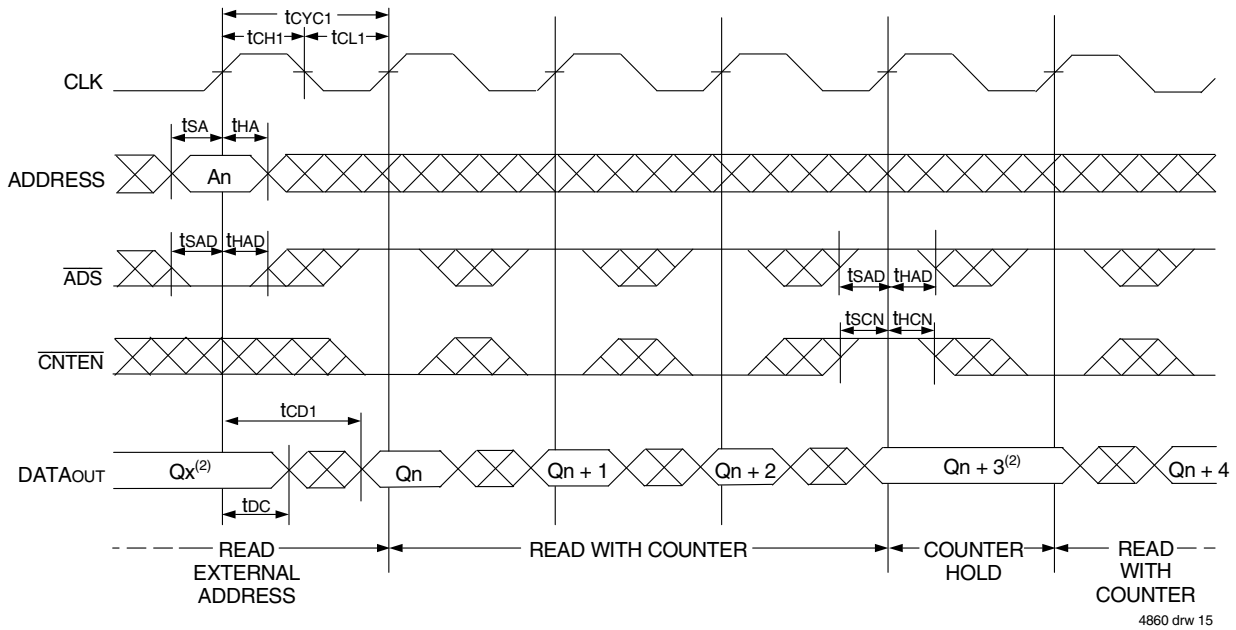 tCYC1
tCH1 tCL1
CLK
tSA tHA
ADDRESS An
tSAD tHAD
ADS
tSAD tHAD
tSCN tHCN
CNTEN
tCD1
DATAOUT Qx(2) Qn Qn + 1 Qn + 2 Qn + 3(2) Qn + 4
tDC
READ EXTERNAL ADDRESS
READ WITH COUNTER
COUNTER HOLD
READ WITH COUNTER
4860 drw 15